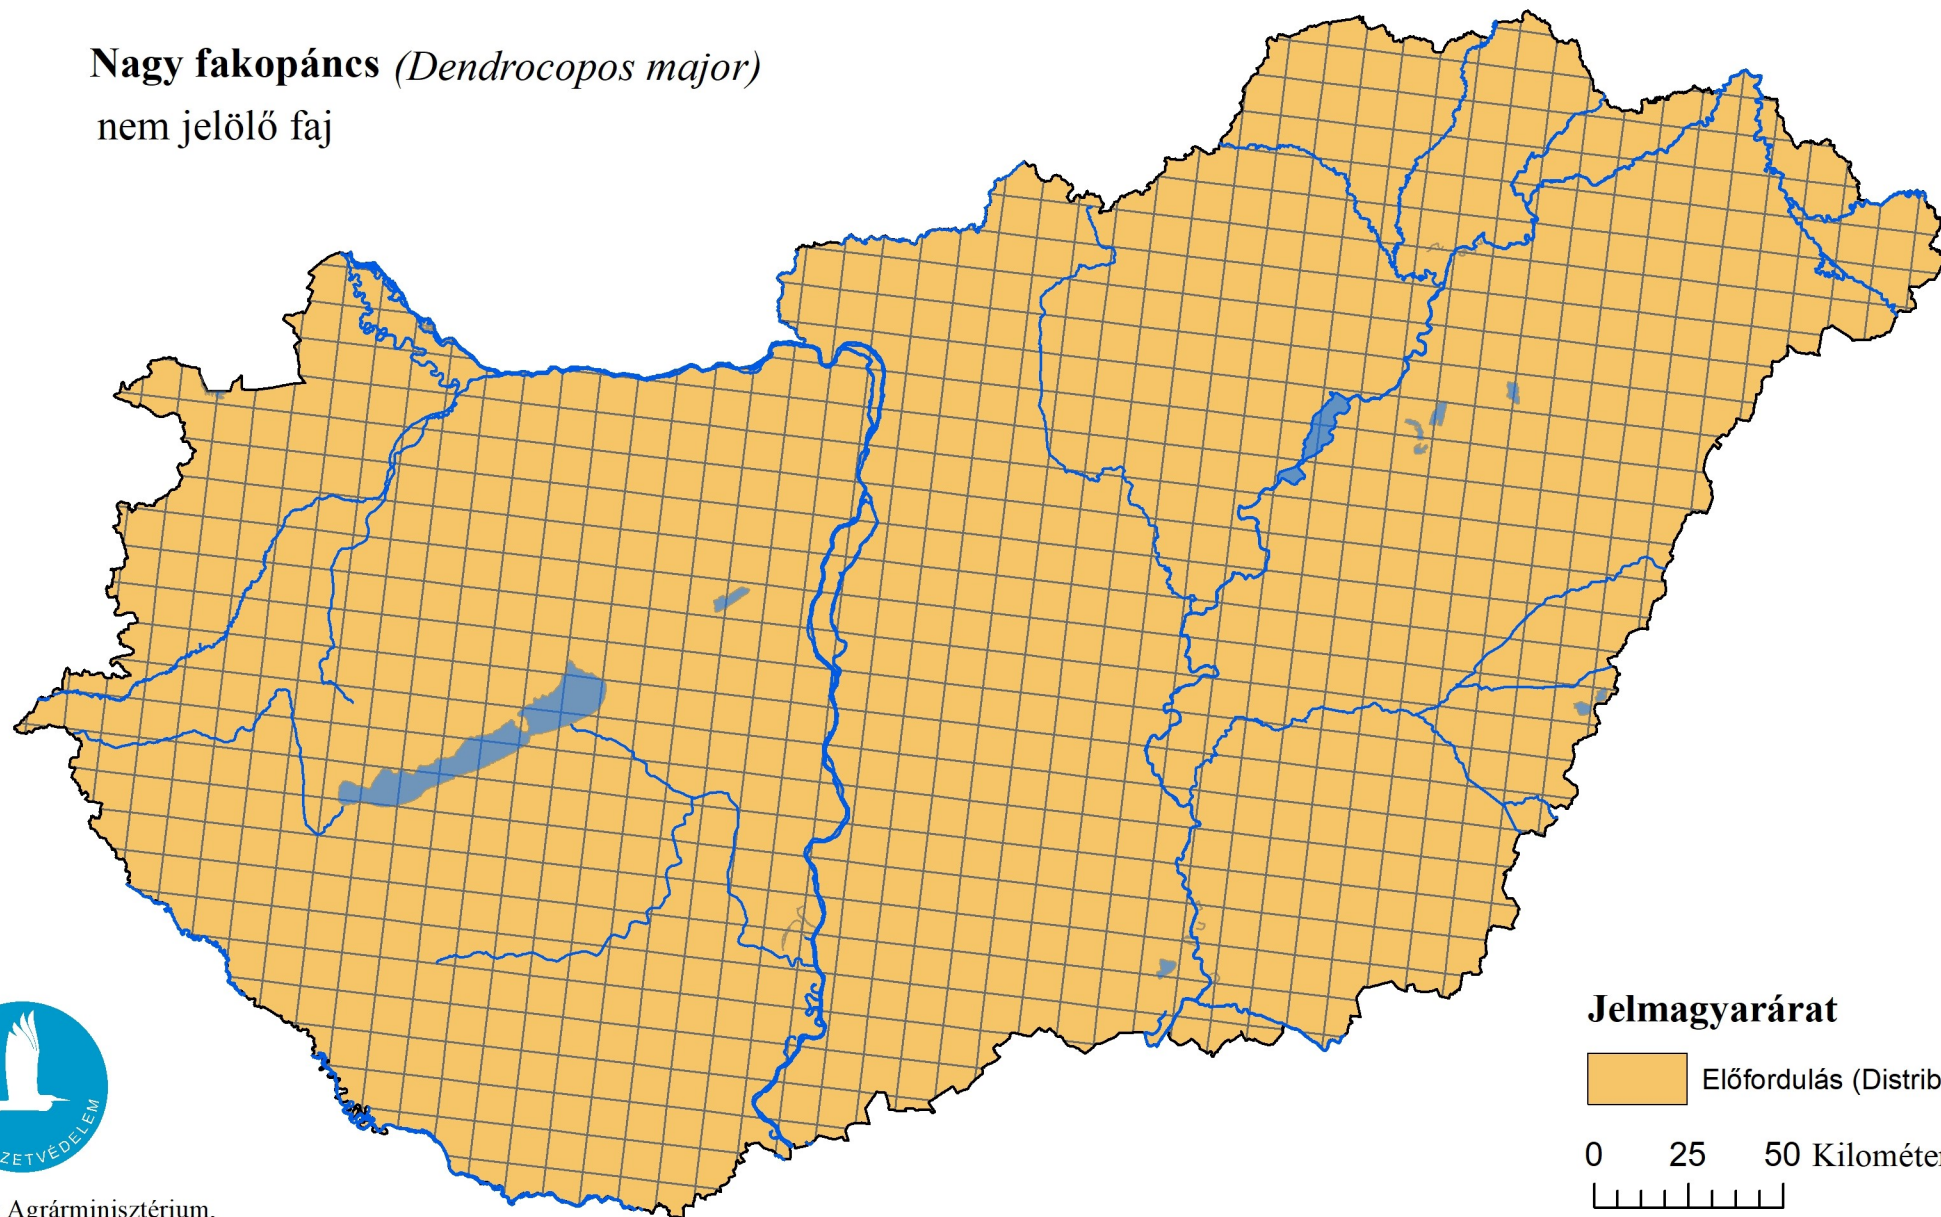 Nagy fakopáncs (Dendrocopos major)
nem jelölő faj
Jelmagyarárat
Előfordulás (Distrib
0 25 50 Kilométer
ZETVÉDELEM
Agrárminisztérium,